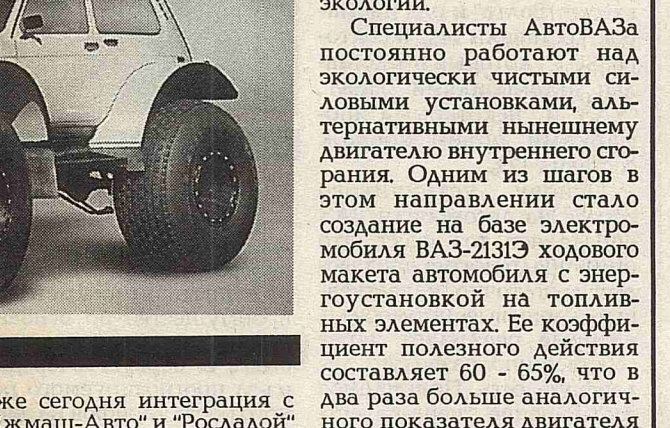 же сегодня интеграция с
жмаш-Авто" и "Росладой"
экологии.
Специалисты АвтоВАЗа
постоянно работают над
экологически чистыми си-
ловыми установками, аль-
тернативными нынешнему
двигателю внутреннего сго-
рания. Одним из шагов в
этом направлении стало
создание на базе электро-
мобиля ВАЗ-2131Э ходового
макета автомобиля с энер-
гоустановкой на топлив-
ных элементах. Ее коэффи-
циент полезного действия
составляет 60 - 65%, что в
два раза больше аналогич-
ного показателя двигателя